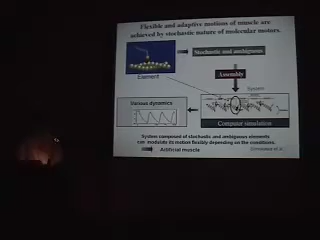 Flexible and adaptive motions of muscle are
achieved by stochastic nature of molecular motors.
Stochastic and ambiguous
Element
Assembly
System
Various dynamics
Computer simulation
System composed of stochastic and ambiguous elements
can modulate its motion flexibly depending on the conditions.
Artificial muscle